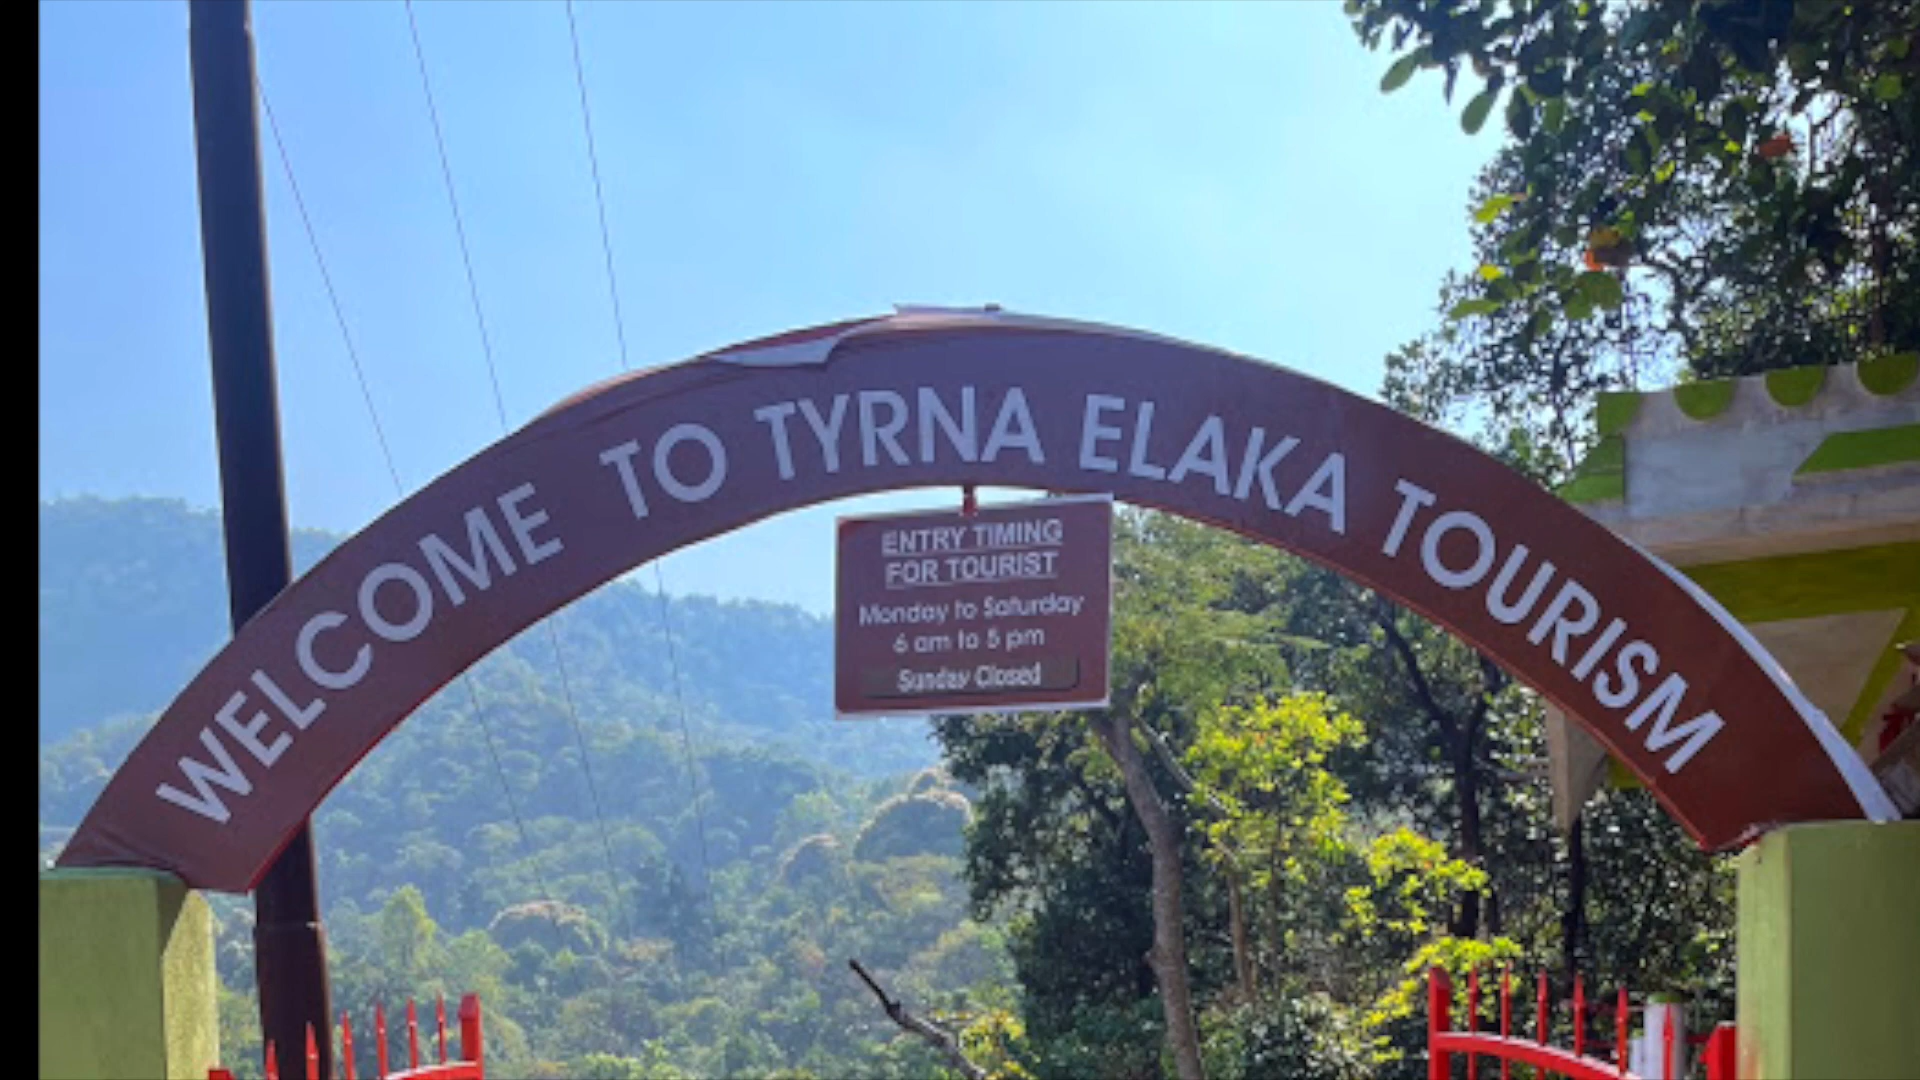 WELCOME TO TYRNA ELAKA TOURISM
ENTRY TIMING
FOR TOURIST
Monday to Saturday
6 am to 5 pm
Sunday Closed